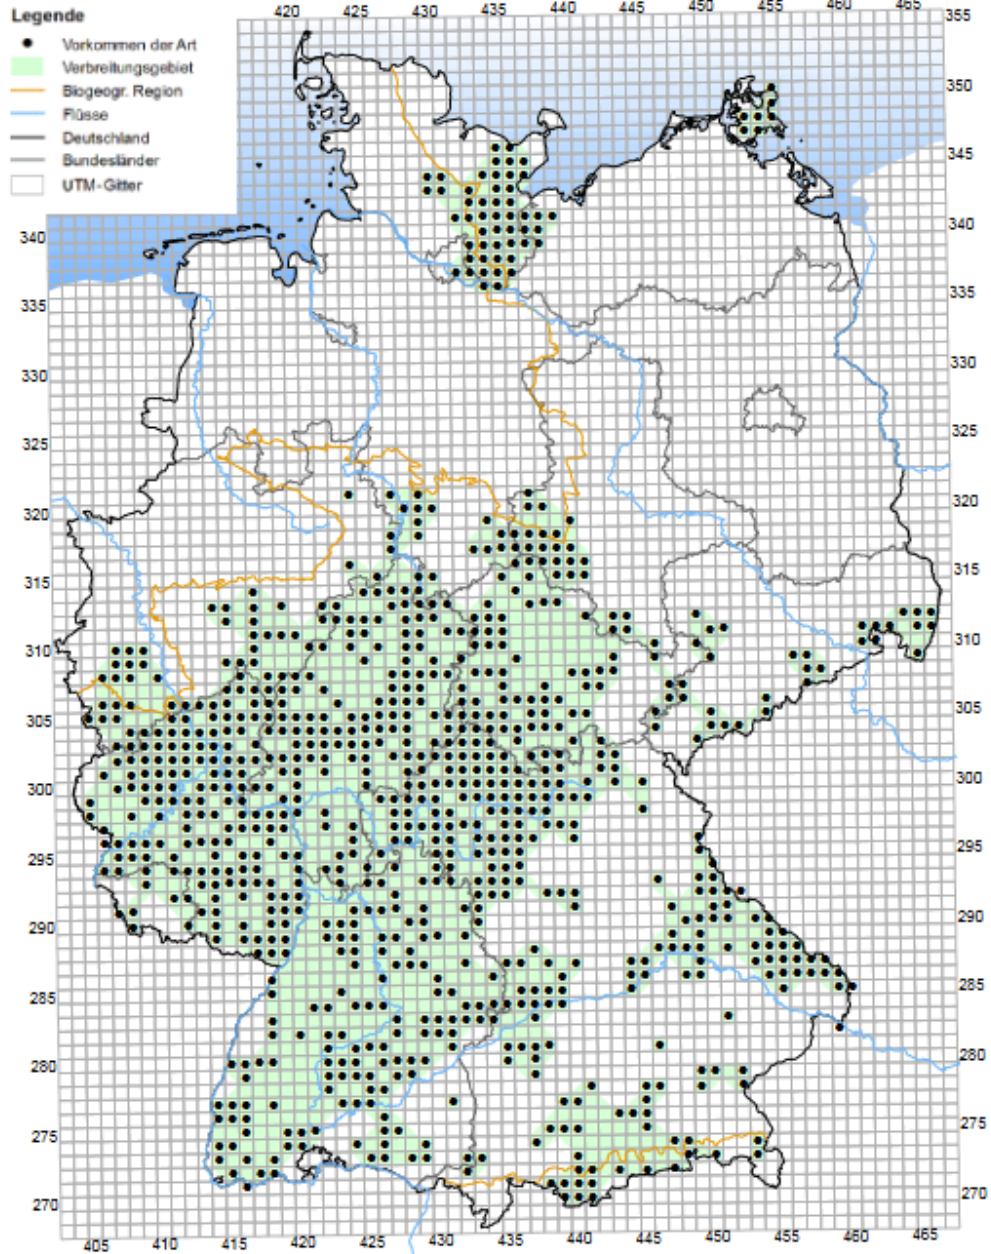 Legende
Vorkommen der Art
Verbreitungsgebiet
Biogeogr. Region
Flüsse
Deutschland
Bundesländer
UTM-Gitter
420 425 430 435 440 445 450 455 460 465
355
350
345
340 340
335 335
330 330
325 325
320 320
315 315
310 310
305 305
300 300
295 295
290 290
285 285
280 280
275 275
270 270
405 410 415 420 425 430 435 440 445 450 455 460 465